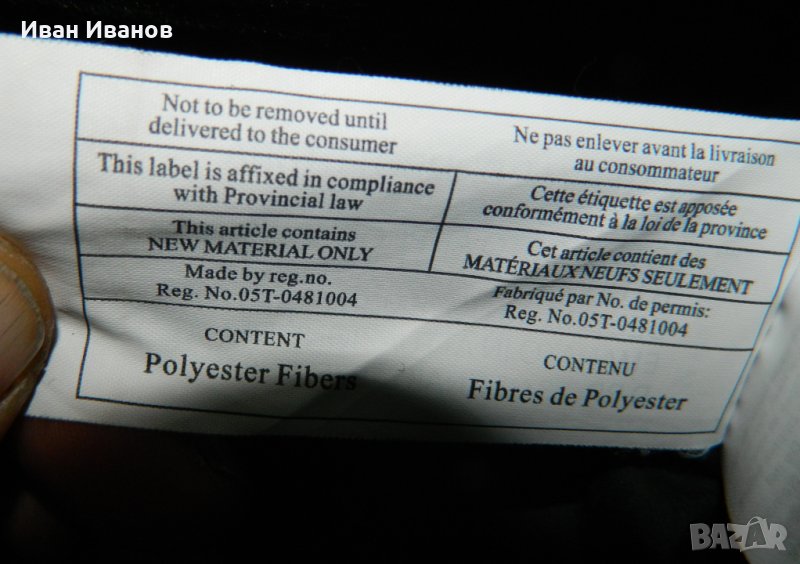 Иван Иванов
Not to be removed until
delivered to the consumer
Ne pas enlever avant la livraison
au consommateur
This label is affixed in compliance
with Provincial law
Cette étiquette est apposée
conformément à la loi de la province
This article contains
NEW MATERIAL ONLY
Cet article contient des
MATÉRIAUX NEUFS SEULEMENT
Made by reg.no.
Reg. No.05T-0481004
Fabriqué par No. de permis:
Reg. No.05T-0481004
CONTENT
Polyester Fibers
CONTENU
Fibres de Polyester
BAZAR